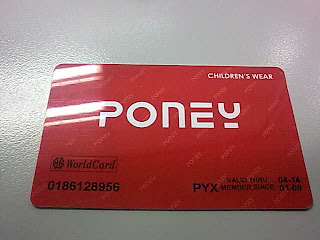 CHILDREN'S WEAR
PONEY
WorldCard
0186128956
VALID THRU 04-14
PYX MEMBER SINCE 01-09